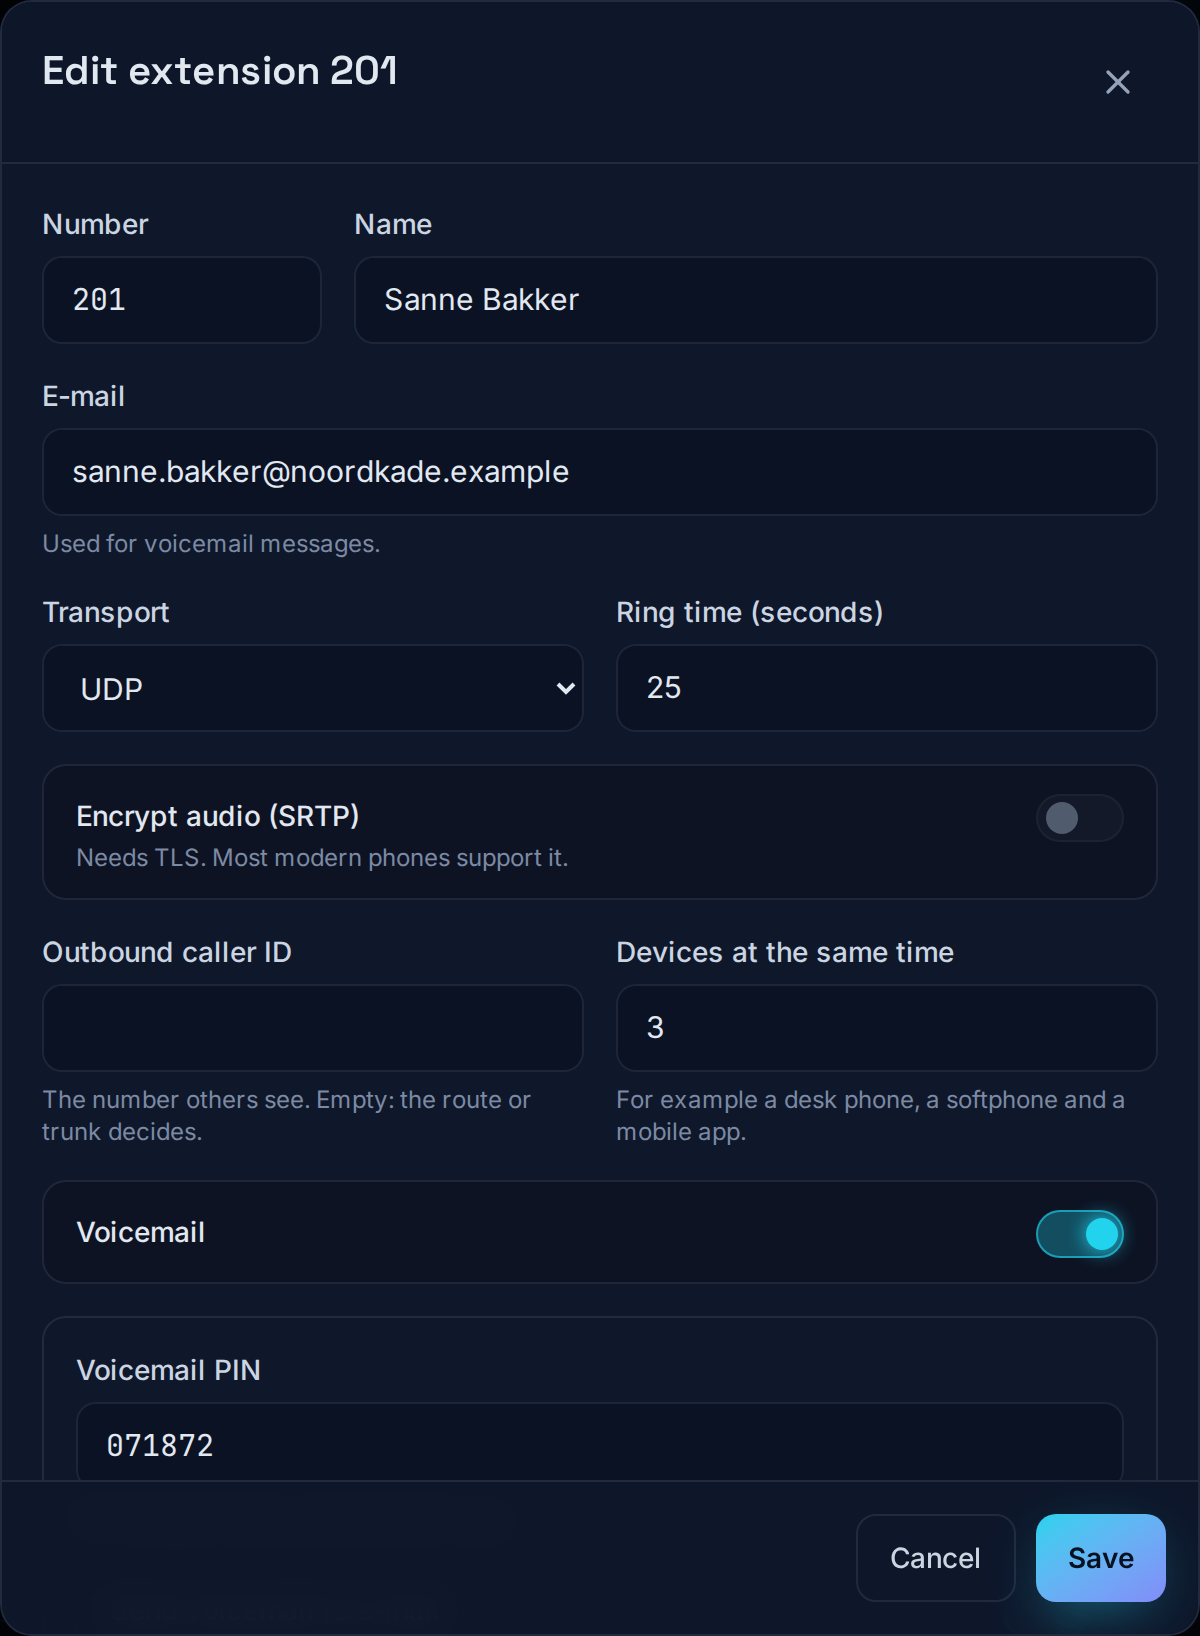 Edit extension 201
Number
Name
201
Sanne Bakker
E-mail
sanne.bakker@noordkade.example
Used for voicemail messages.
Transport
Ring time (seconds)
UDP
25
Encrypt audio (SRTP)
Needs TLS. Most modern phones support it.
Outbound caller ID
Devices at the same time
3
The number others see. Empty: the route or
trunk decides.
For example a desk phone, a softphone and a
mobile app.
Voicemail
Voicemail PIN
071872
Cancel
Save